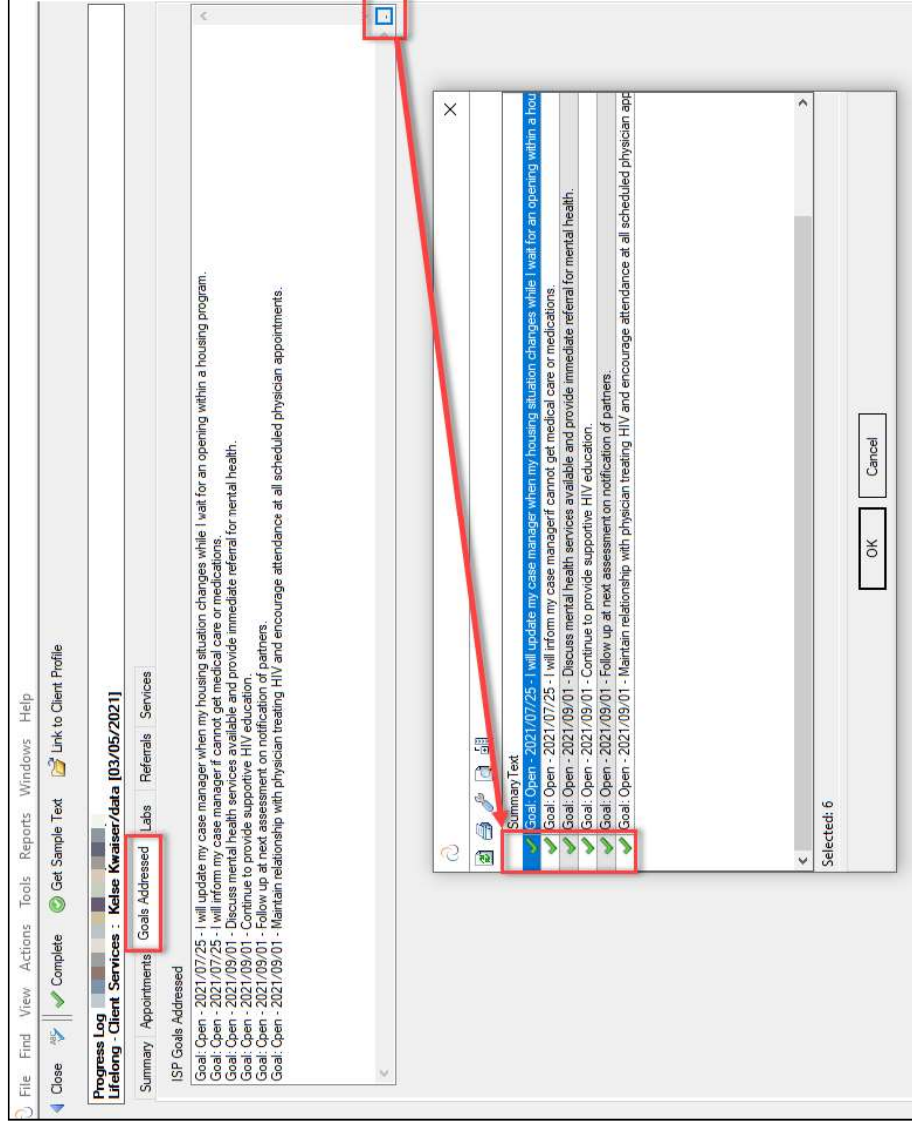 File Find View Actions Tools Reports Windows Help
Close ABC Complete Get Sample Text Link to Client Profile
Progress Log
Lifelong - Client Services : Kelse Kwaiser/data [03/05/2021]
Summary Appointments Goals Addressed Labs Referrals Services
ISP Goals Addressed
Goal: Open - 2021/07/25 - I will update my case manager when my housing situation changes while I wait for an opening within a housing program.
Goal: Open - 2021/07/25 - I will inform my case manager if cannot get medical care or medications.
Goal: Open - 2021/09/01 - Discuss mental health services available and provide immediate referral for mental health.
Goal: Open - 2021/09/01 - Continue to provide supportive HIV education.
Goal: Open - 2021/09/01 - Follow up at next assessment on notification of partners.
Goal: Open - 2021/09/01 - Maintain relationship with physician treating HIV and encourage attendance at all scheduled physician appointments.
Summary Text
Goal: Open - 2021/07/25 - I will update my case manager when my housing situation changes while I wait for an opening within a hou
Goal: Open - 2021/07/25 - I will inform my case managerif cannot get medical care or medications.
Goal: Open - 2021/09/01 - Discuss mental health services available and provide immediate referral for mental health.
Goal: Open - 2021/09/01 - Continue to provide supportive HIV education.
Goal: Open - 2021/09/01 - Follow up at next assessment on notification of partners.
Goal: Open - 2021/09/01 - Maintain relationship with physician treating HIV and encourage attendance at all scheduled physician app
Selected: 6
OK Cancel